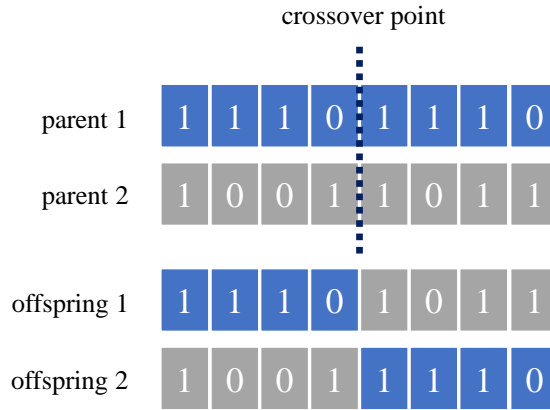 crossover point
parent 1 1 1 1 0 1 1 1 0
parent 2 1 0 0 1 1 0 1 1
offspring 1 1 1 1 0 1 0 1 1
offspring 2 1 0 0 1 1 1 1 0